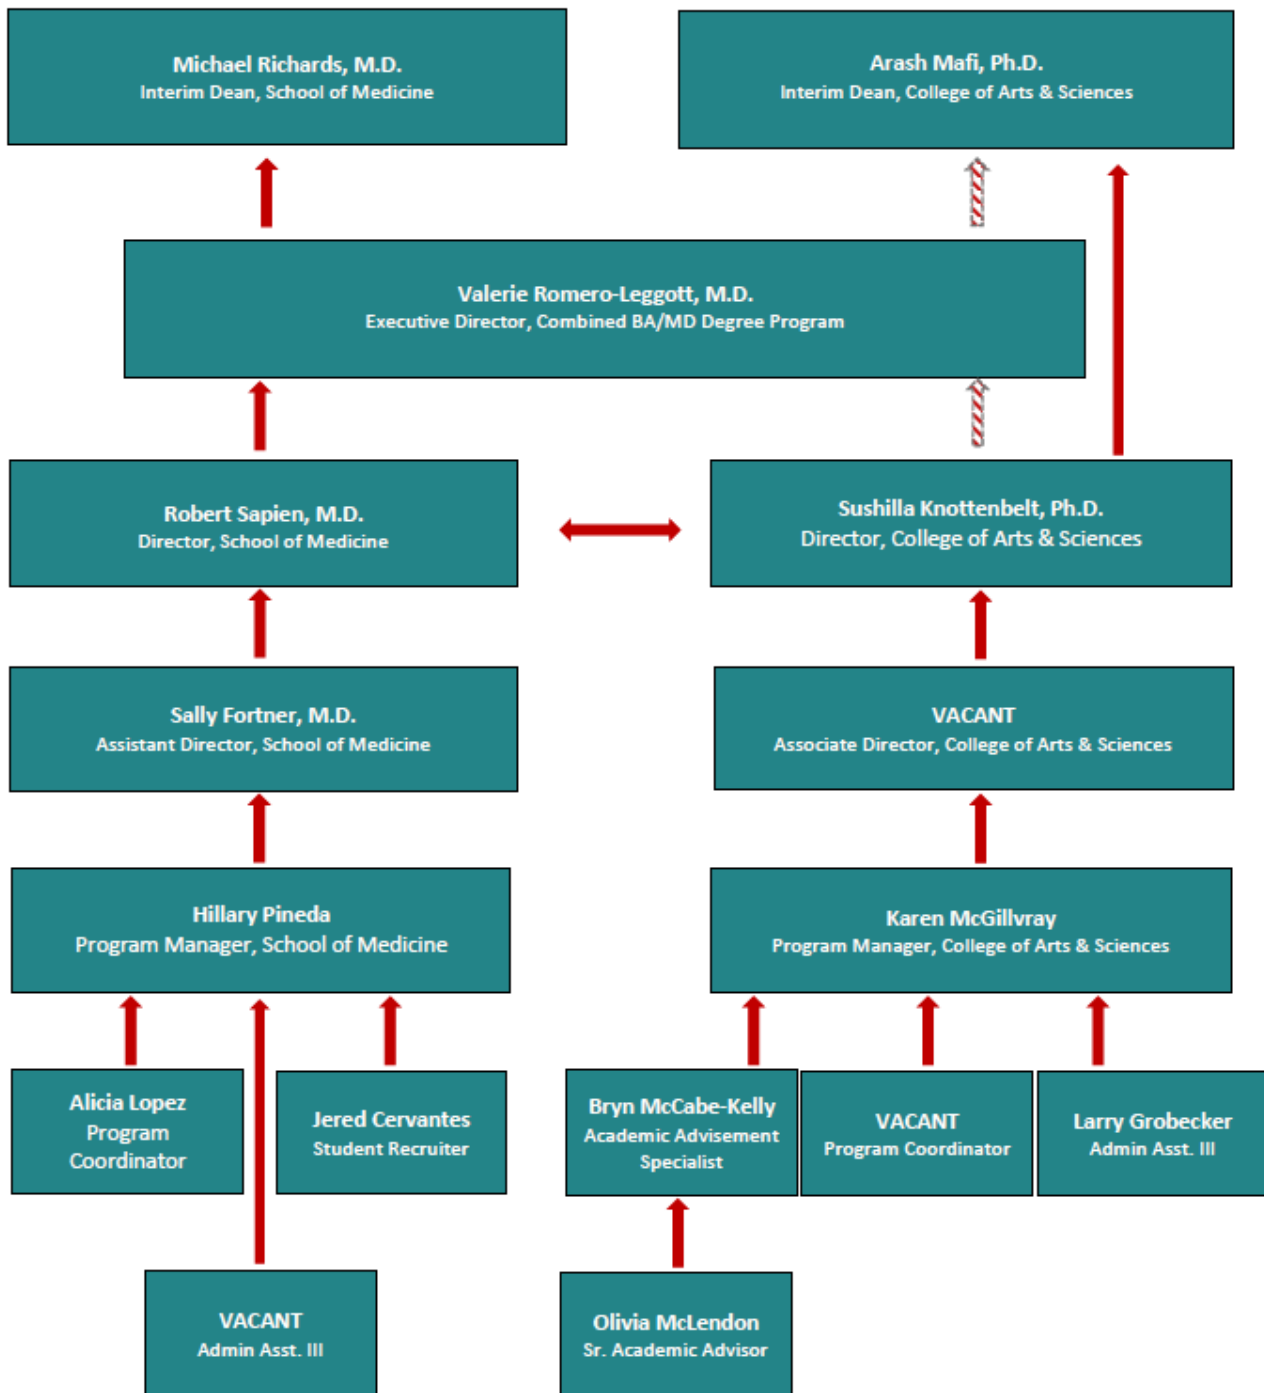 Michael Richards, M.D.
Interim Dean, School of Medicine
Arash Mafi, Ph.D.
Interim Dean, College of Arts & Sciences
Valerie Romero-Leggott, M.D.
Executive Director, Combined BA/MD Degree Program
Robert Sapien, M.D.
Director, School of Medicine
Sushilla Knottenbelt, Ph.D.
Director, College of Arts & Sciences
Sally Fortner, M.D.
Assistant Director, School of Medicine
VACANT
Associate Director, College of Arts & Sciences
Hillary Pineda
Program Manager, School of Medicine
Karen McGillvray
Program Manager, College of Arts & Sciences
Alicia Lopez
Program
Coordinator
Jered Cervantes
Student Recruiter
Bryn McCabe-Kelly
Academic Advisement
Specialist
VACANT
Program Coordinator
Larry Grobecker
Admin Asst. III
VACANT
Admin Asst. III
Olivia McLendon
Sr. Academic Advisor